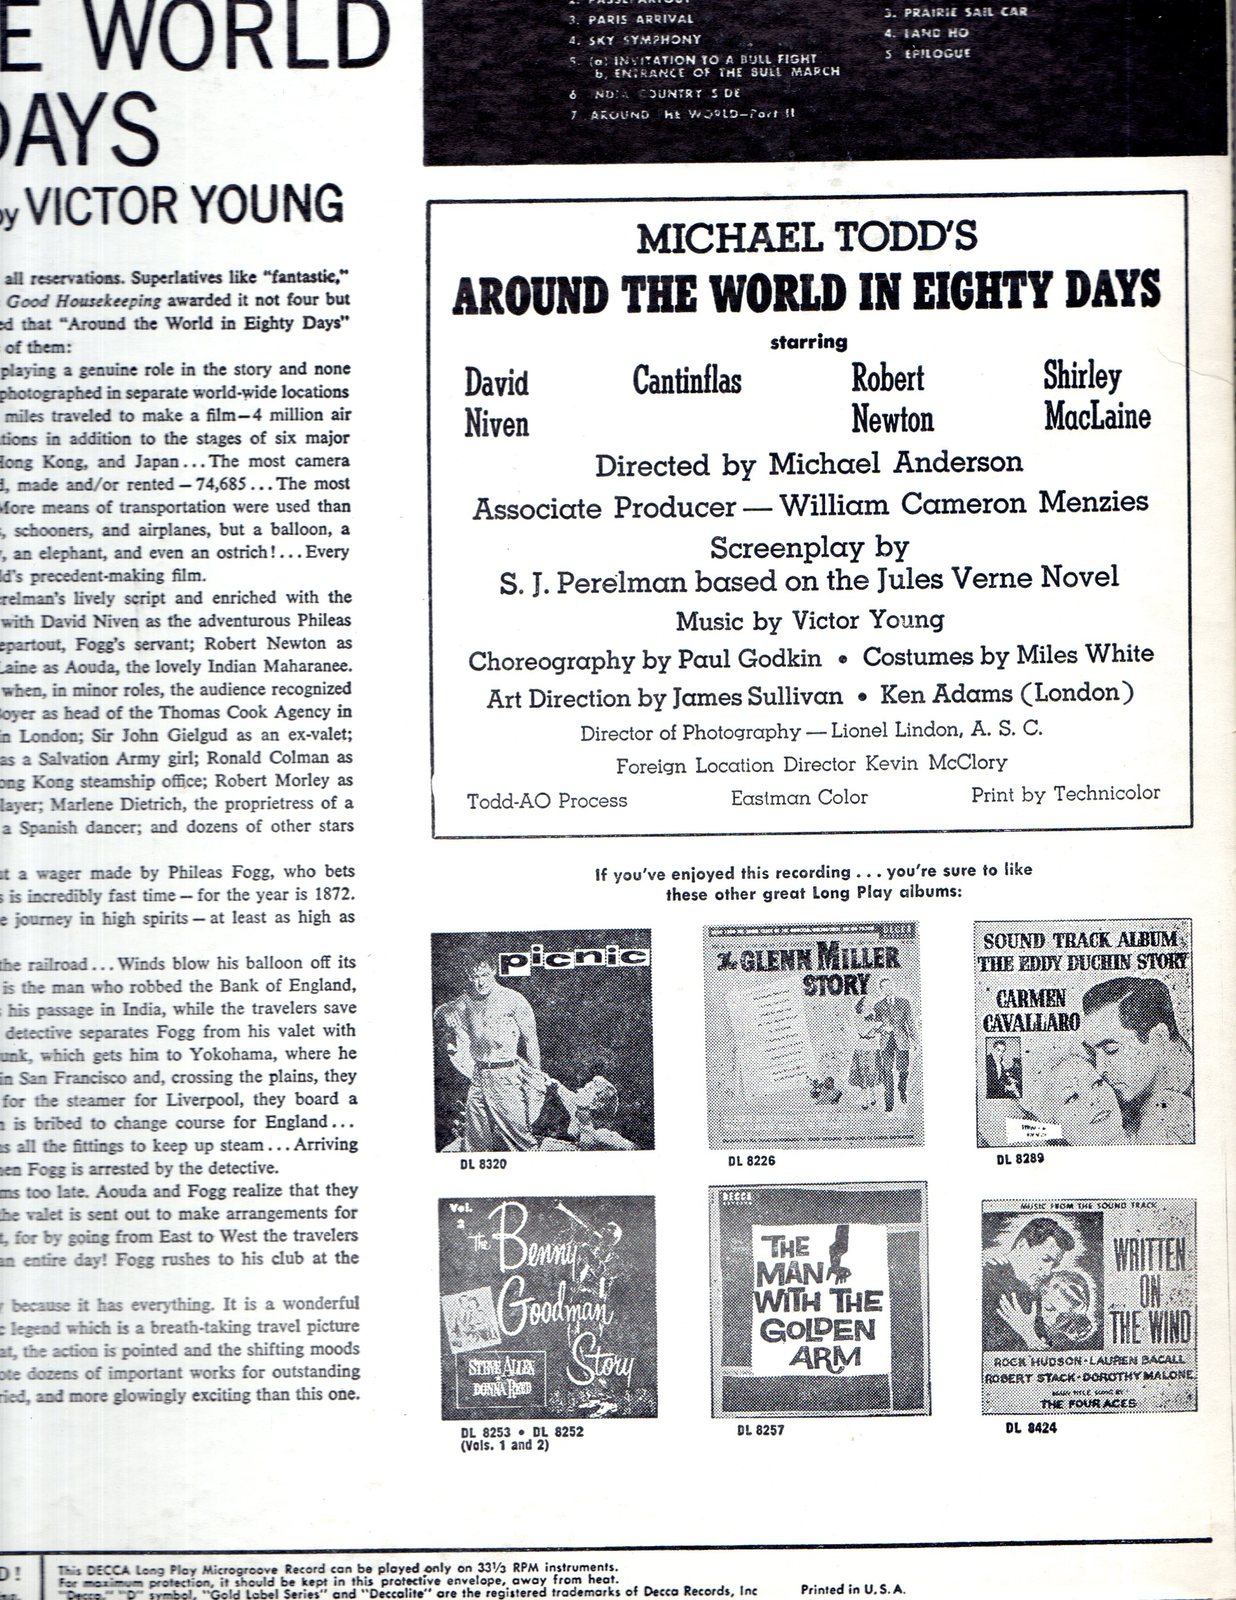 E WORLD
DAYS
by VICTOR YOUNG
all reservations. Superlatives like “fantastic,”
Good Housekeeping awarded it not four but
ed that “Around the World in Eighty Days”
of them:
playing a genuine role in the story and none
photographed in separate world-wide locations
miles traveled to make a film—4 million air
tions in addition to the stages of six major
Hong Kong, and Japan...The most camera
d, made and/or rented—74,685...The most
More means of transportation were used than
, schooners, and airplanes, but a balloon, a
, an elephant, and even an ostrich!...Every
ld's precedent-making film.
relman's lively script and enriched with the
with David Niven as the adventurous Phileas
epartout, Fogg's servant; Robert Newton as
Laine as Aouda, the lovely Indian Maharanee.
when, in minor roles, the audience recognized
oyer as head of the Thomas Cook Agency in
in London; Sir John Gielgud as an ex-valet;
as a Salvation Army girl; Ronald Colman as
ong Kong steamship office; Robert Morley as
layer; Marlene Dietrich, the proprietress of a
a Spanish dancer; and dozens of other stars
t a wager made by Phileas Fogg, who bets
s is incredibly fast time—for the year is 1872.
e journey in high spirits—at least as high as
the railroad...Winds blow his balloon off its
is the man who robbed the Bank of England,
his passage in India, while the travelers save
detective separates Fogg from his valet with
unk, which gets him to Yokohama, where he
in San Francisco and, crossing the plains, they
for the steamer for Liverpool, they board a
n is bribed to change course for England...
s all the fittings to keep up steam...Arriving
en Fogg is arrested by the detective.
ms too late. Aouda and Fogg realize that they
he valet is sent out to make arrangements for
t, for by going from East to West the travelers
an entire day! Fogg rushes to his club at the
because it has everything. It is a wonderful
c legend which is a breath-taking travel picture
at, the action is pointed and the shifting moods
ote dozens of important works for outstanding
ried, and more glowingly exciting than this one.
2. PASSEPARTOUT
3. PARIS ARRIVAL
4. SKY SYMPHONY
5. (a) INVITATION TO A BULL FIGHT
b, ENTRANCE OF THE BULL MARCH
6 INDIA COUNTRY SIDE
7 AROUND THE WORLD—Part II
3. PRAIRIE SAIL CAR
4. LAND HO
5 EPILOGUE
MICHAEL TODD'S
AROUND THE WORLD IN EIGHTY DAYS
starring
David Niven
Cantinflas
Robert Newton
Shirley MacLaine
Directed by Michael Anderson
Associate Producer — William Cameron Menzies
Screenplay by
S. J. Perelman based on the Jules Verne Novel
Music by Victor Young
Choreography by Paul Godkin • Costumes by Miles White
Art Direction by James Sullivan • Ken Adams (London)
Director of Photography — Lionel Lindon, A. S. C.
Foreign Location Director Kevin McClory
Todd-AO Process Eastman Color Print by Technicolor
If you've enjoyed this recording . . . you're sure to like
these other great Long Play albums:
picnic
DL 8320
DECCA
The GLENN MILLER
STORY
DL 8226
SOUND TRACK ALBUM
THE EDDY DUCHIN STORY
CARMEN
CAVALLARO
DL 8289
Vol.
2
The Benny
Goodman
Story
STEVE ALLEN
DONNA REED
DL 8253 • DL 8252
(Vols. 1 and 2)
DECCA
THE
MAN
WITH THE
GOLDEN
ARM
DL 8257
MUSIC FROM THE SOUND TRACK
WRITTEN
ON
THE WIND
ROCK HUDSON · LAUREN BACALL
ROBERT STACK · DOROTHY MALONE
MAIN TITLE SONG BY
THE FOUR ACES
DL 8424
D!
This DECCA Long Play Microgroove Record can be played only on 33⅓ RPM instruments.
For maximum protection, it should be kept in this protective envelope, away from heat.
"Decca," "D" symbol, "Gold Label Series" and "Deccalite" are the registered trademarks of Decca Records, Inc
Printed in U. S. A.